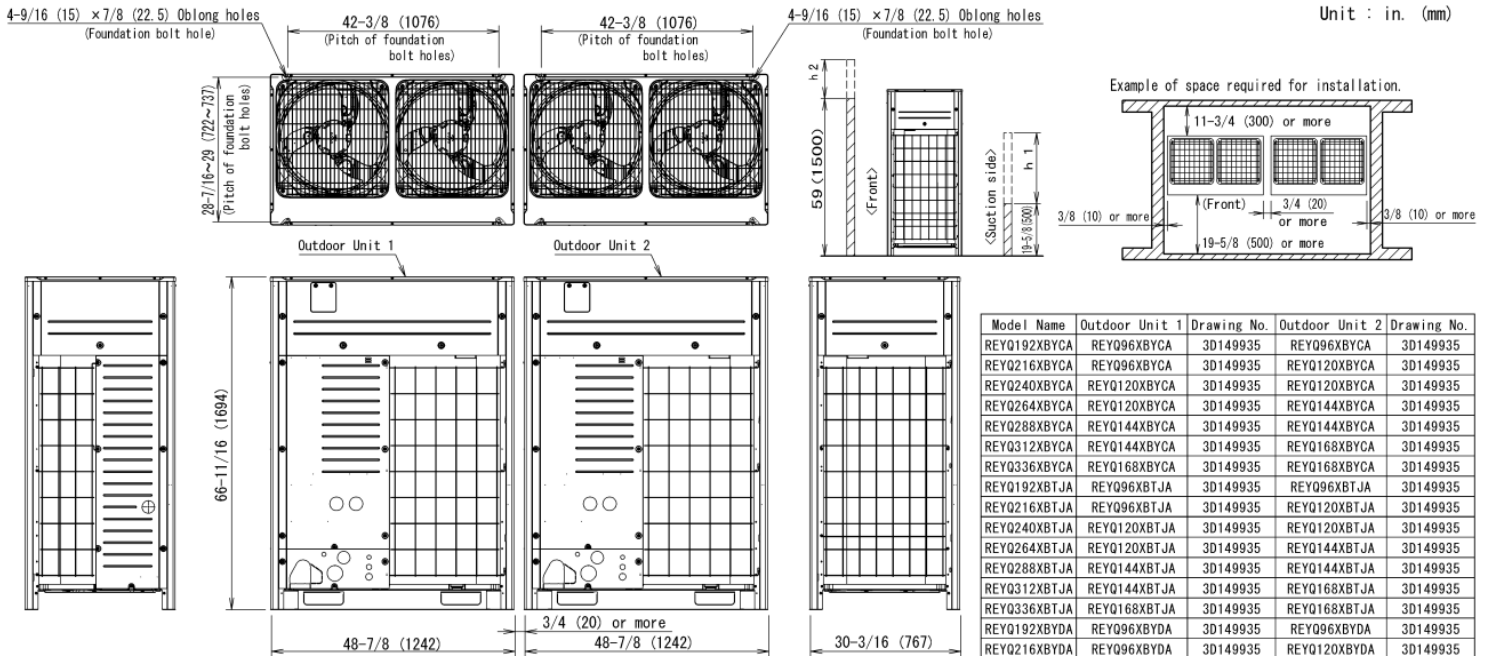 4-9/16 (15) ×7/8 (22.5) Oblong holes
(Foundation bolt hole)
42-3/8 (1076)
(Pitch of foundation
bolt holes)
42-3/8 (1076)
(Pitch of foundation
bolt holes)
4-9/16 (15) ×7/8 (22.5) Oblong holes
(Foundation bolt hole)
Unit : in. (mm)
28-7/16~29 (722~737)
(Pitch of foundation
bolt holes)
h 2
59 (1500)
<Front>
<Suction side>
h 1
19-5/8(500)
Example of space required for installation.
11-3/4 (300) or more
(Front)
3/4 (20)
or more
3/8 (10) or more
3/8 (10) or more
19-5/8 (500) or more
Outdoor Unit 1
Outdoor Unit 2
66-11/16 (1694)
3/4 (20) or more
48-7/8 (1242)
48-7/8 (1242)
30-3/16 (767)
Model Name Outdoor Unit 1 Drawing No. Outdoor Unit 2 Drawing No.
REYQ192XBYCA REYQ96XBYCA 3D149935 REYQ96XBYCA 3D149935
REYQ216XBYCA REYQ96XBYCA 3D149935 REYQ120XBYCA 3D149935
REYQ240XBYCA REYQ120XBYCA 3D149935 REYQ120XBYCA 3D149935
REYQ264XBYCA REYQ120XBYCA 3D149935 REYQ144XBYCA 3D149935
REYQ288XBYCA REYQ144XBYCA 3D149935 REYQ144XBYCA 3D149935
REYQ312XBYCA REYQ144XBYCA 3D149935 REYQ168XBYCA 3D149935
REYQ336XBYCA REYQ168XBYCA 3D149935 REYQ168XBYCA 3D149935
REYQ192XBTJA REYQ96XBTJA 3D149935 REYQ96XBTJA 3D149935
REYQ216XBTJA REYQ96XBTJA 3D149935 REYQ120XBTJA 3D149935
REYQ240XBTJA REYQ120XBTJA 3D149935 REYQ120XBTJA 3D149935
REYQ264XBTJA REYQ120XBTJA 3D149935 REYQ144XBTJA 3D149935
REYQ288XBTJA REYQ144XBTJA 3D149935 REYQ144XBTJA 3D149935
REYQ312XBTJA REYQ144XBTJA 3D149935 REYQ168XBTJA 3D149935
REYQ336XBTJA REYQ168XBTJA 3D149935 REYQ168XBTJA 3D149935
REYQ192XBYDA REYQ96XBYDA 3D149935 REYQ96XBYDA 3D149935
REYQ216XBYDA REYQ96XBYDA 3D149935 REYQ120XBYDA 3D149935